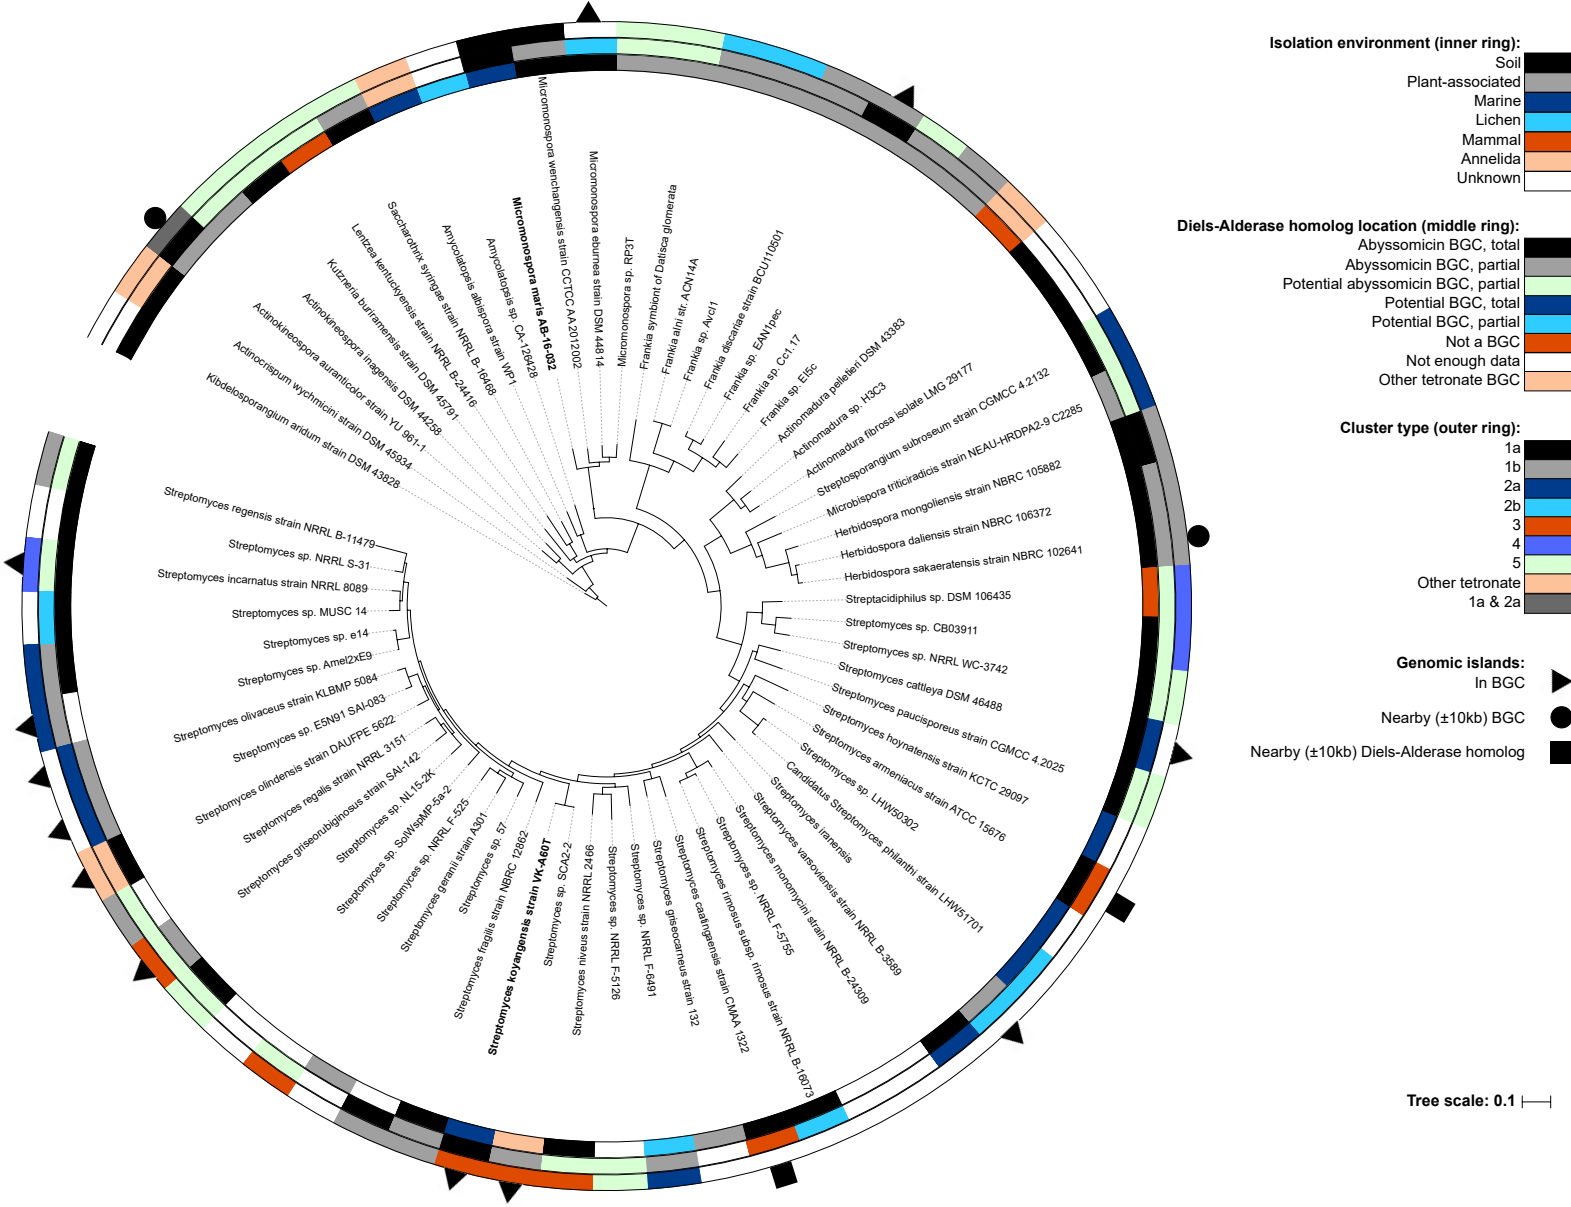 Isolation environment (inner ring):
Soil
Plant-associated
Marine
Lichen
Mammal
Annelida
Unknown
Diels-Alderase homolog location (middle ring):
Abyssomicin BGC, total
Abyssomicin BGC, partial
Potential abyssomicin BGC, partial
Potential BGC, total
Potential BGC, partial
Not a BGC
Not enough data
Other tetronate BGC
Cluster type (outer ring):
1a
1b
2a
2b
3
4
5
Other tetronate
1a & 2a
Genomic islands:
In BGC
Nearby (±10kb) BGC
Nearby (±10kb) Diels-Alderase homolog
Tree scale: 0.1
Kibdelosporangium aridum strain DSM 43828
Actinocrispum wychmicini strain DSM 45934
Actinokineospora auranticolor strain YU 961-1
Actinokineospora inagensis DSM 44258
Kutzneria buriramensis strain DSM 45791
Lentzea kentuckyensis strain NRRL B-24416
Saccharothrix syringae strain NRRL B-16468
Amycolatopsis albispora strain WP1
Amycolatopsis sp. CA-126428
Micromonospora maris AB-16-032
Micromonospora wenchangensis strain CCTCC AA 2012002
Micromonospora eburnea strain DSM 44814
Micromonospora sp. RP3T
Frankia symbiont of Datisca glomerata
Frankia alni str. ACN14A
Frankia sp. AvcI1
Frankia discariae strain BCU110501
Frankia sp. EAN1pec
Frankia sp. Cc1.17
Frankia sp. EI5c
Actinomadura pelletieri DSM 43383
Actinomadura sp. H3C3
Actinomadura fibrosa isolate LMG 29177
Streptosporangium subroseum strain CGMCC 4.2132
Microbispora triticiradicis strain NEAU-HRDPA2-9 C2285
Herbidospora mongoliensis strain NBRC 105882
Herbidospora daliensis strain NBRC 106372
Herbidospora sakaeratensis strain NBRC 102641
Streptacidiphilus sp. DSM 106435
Streptomyces sp. CB03911
Streptomyces sp. NRRL WC-3742
Streptomyces cattleya DSM 46488
Streptomyces paucisporeus strain CGMCC 4.2025
Streptomyces hoynatensis strain KCTC 29097
Streptomyces armeniacus strain ATCC 15676
Streptomyces sp. LHW50302
Candidatus Streptomyces philanthi strain LHW51701
Streptomyces iranensis
Streptomyces varsoviensis strain NRRL B-3589
Streptomyces monomycini strain NRRL B-24309
Streptomyces sp. NRRL F-5755
Streptomyces rimosus subsp. rimosus strain NRRL B-16073
Streptomyces caatingaensis strain CMAA 1322
Streptomyces griseocarneus strain 132
Streptomyces sp. NRRL F-6491
Streptomyces sp. NRRL F-5126
Streptomyces niveus strain NRRL 2466
Streptomyces sp. SCA2-2
Streptomyces koyangensis strain VK-A60T
Streptomyces fragilis strain NBRC 12862
Streptomyces sp. 57
Streptomyces geranii strain A301
Streptomyces sp. NRRL F-525
Streptomyces sp. SolWspMP-5a-2
Streptomyces sp. NL15-2K
Streptomyces griseorubiginosus strain SAI-142
Streptomyces regalis strain NRRL 3151
Streptomyces olindensis strain DAUFPE 5622
Streptomyces sp. E5N91 SAI-083
Streptomyces olivaceus strain KLBMP 5084
Streptomyces sp. Amel2xE9
Streptomyces sp. e14
Streptomyces sp. MUSC 14
Streptomyces incarnatus strain NRRL 8089
Streptomyces sp. NRRL S-31
Streptomyces regensis strain NRRL B-11479